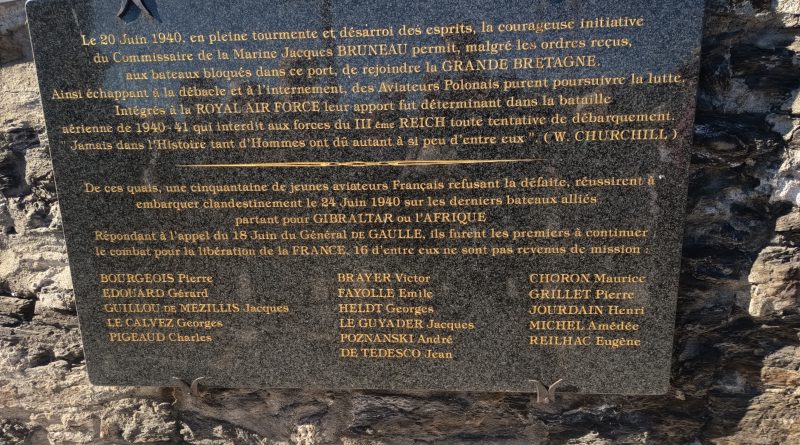 Le 20 Juin 1940, en pleine tourmente et désarroi des esprits, la courageuse initiative
du Commissaire de la Marine Jacques BRUNEAU permit, malgré les ordres reçus,
aux bateaux bloqués dans ce port, de rejoindre la GRANDE BRETAGNE.
Ainsi échappant à la débacle et à l'internement, des Aviateurs Polonais purent poursuivre la lutte.
Intégrés à la ROYAL AIR FORCE leur apport fut déterminant dans la bataille
aérienne de 1940-41 qui interdit aux forces du III ème REICH toute tentative de débarquement.
" Jamais dans l'Histoire tant d'Hommes ont dû autant à si peu d'entre eux ". ( W. CHURCHILL )
De ces quais, une cinquantaine de jeunes aviateurs Français refusant la défaite, réussirent à
embarquer clandestinement le 24 Juin 1940 sur les derniers bateaux alliés
partant pour GIBRALTAR ou l'AFRIQUE
Répondant à l'appel du 18 Juin du Général DE GAULLE, ils furent les premiers à continuer
le combat pour la libération de la FRANCE, 16 d'entre eux ne sont pas revenus de mission :
BOURGEOIS Pierre
EDOUARD Gérard
GUILLOU DE MEZILLIS Jacques
LE CALVEZ Georges
PIGEAUD Charles
BRAYER Victor
FAYOLLE Emile
HELDT Georges
LE GUYADER Jacques
POZNANSKI André
DE TEDESCO Jean
CHORON Maurice
GRILLET Pierre
JOURDAIN Henri
MICHEL Amédée
REILHAC Eugène